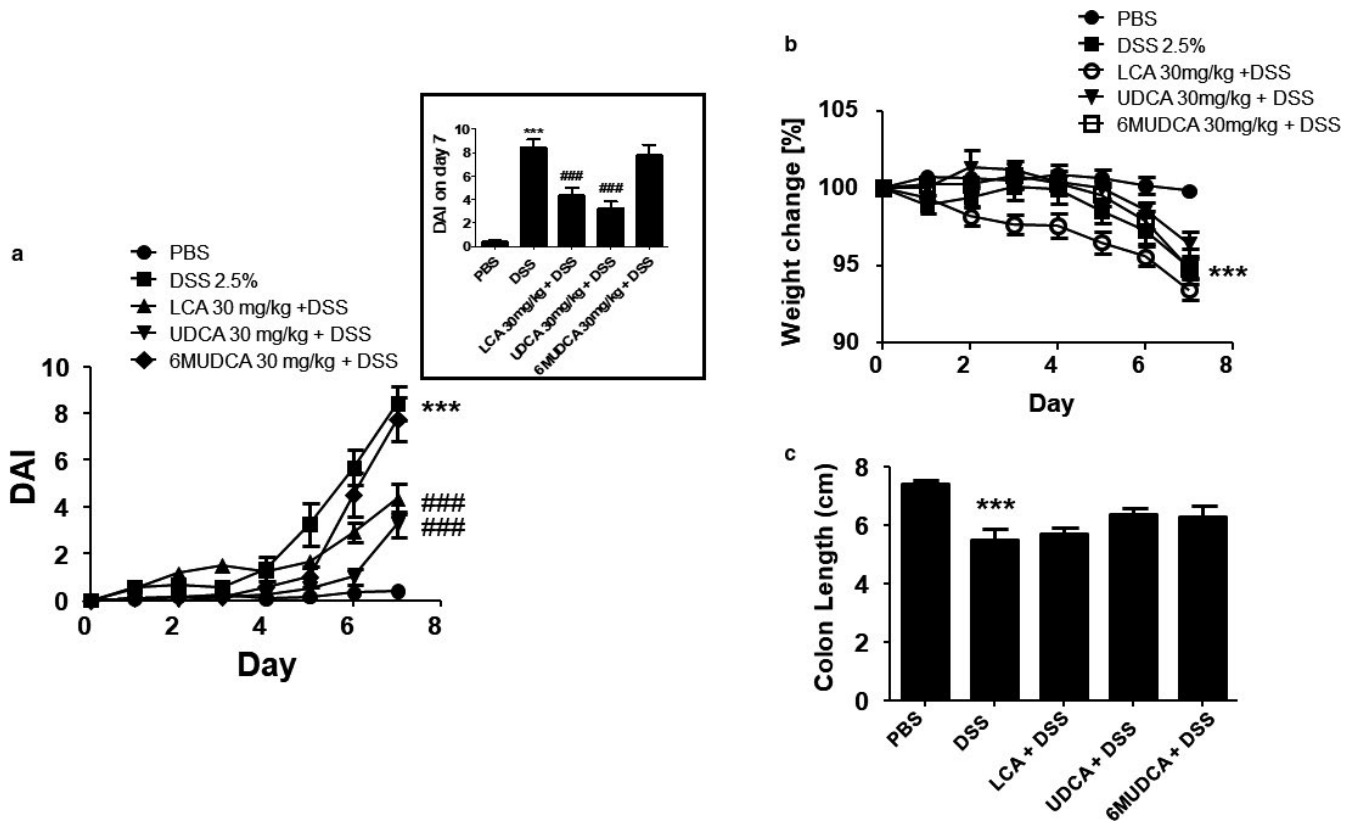 a
PBS
DSS 2.5%
LCA 30 mg/kg +DSS
UDCA 30 mg/kg + DSS
6MUDCA 30 mg/kg + DSS
10
8
6
4
2
0
DAI
0 2 4 6 8
Day
***
###
###
DAI on day 7
10
8
6
4
2
0
***
###
###
PBS
DSS
LCA 30mg/kg + DSS
UDCA 30mg/kg + DSS
6MUDCA 30mg/kg + DSS
b
PBS
DSS 2.5%
LCA 30mg/kg +DSS
UDCA 30mg/kg + DSS
6MUDCA 30mg/kg + DSS
Weight change [%]
105
100
95
90
***
0 2 4 6 8
Day
c
Colon Length (cm)
8
6
4
2
0
***
PBS
DSS
LCA + DSS
UDCA + DSS
6MUDCA + DSS